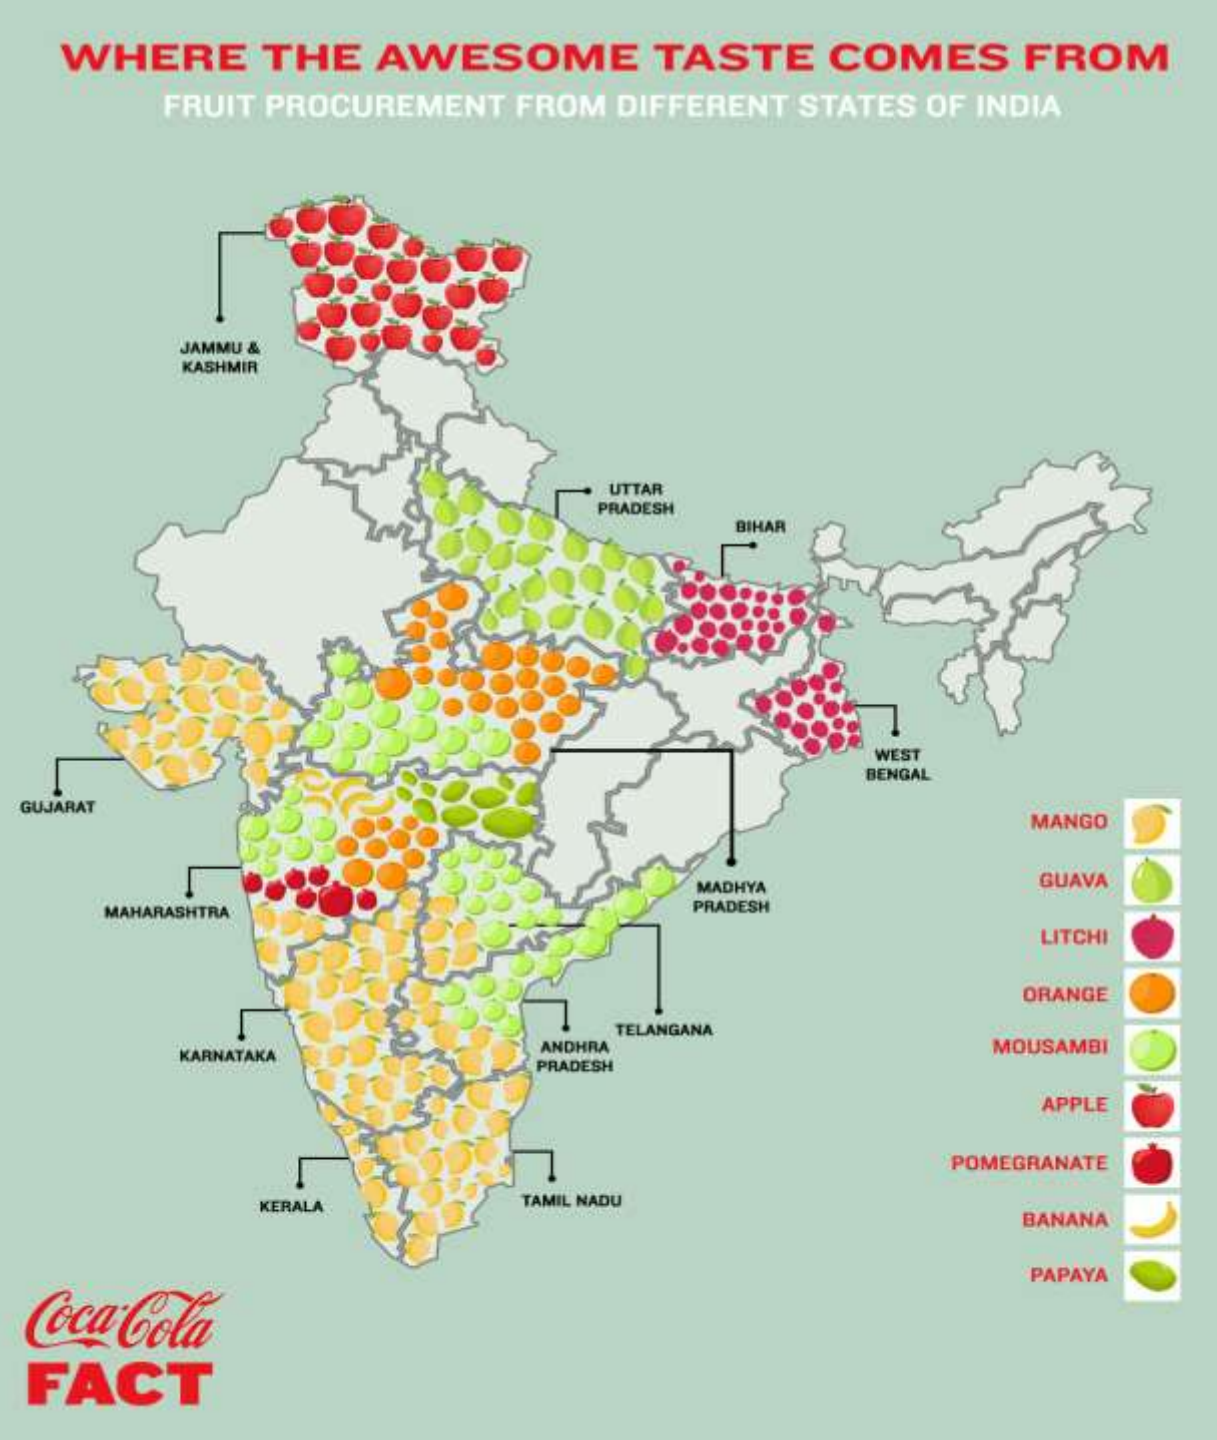 WHERE THE AWESOME TASTE COMES FROM
FRUIT PROCUREMENT FROM DIFFERENT STATES OF INDIA
JAMMU &
KASHMIR
UTTAR
PRADESH
BIHAR
WEST
BENGAL
GUJARAT
MADHYA
PRADESH
MAHARASHTRA
TELANGANA
ANDHRA
PRADESH
KARNATAKA
KERALA
TAMIL NADU
MANGO
GUAVA
LITCHI
ORANGE
MOUSAMBI
APPLE
POMEGRANATE
BANANA
PAPAYA
Coca-Cola
FACT